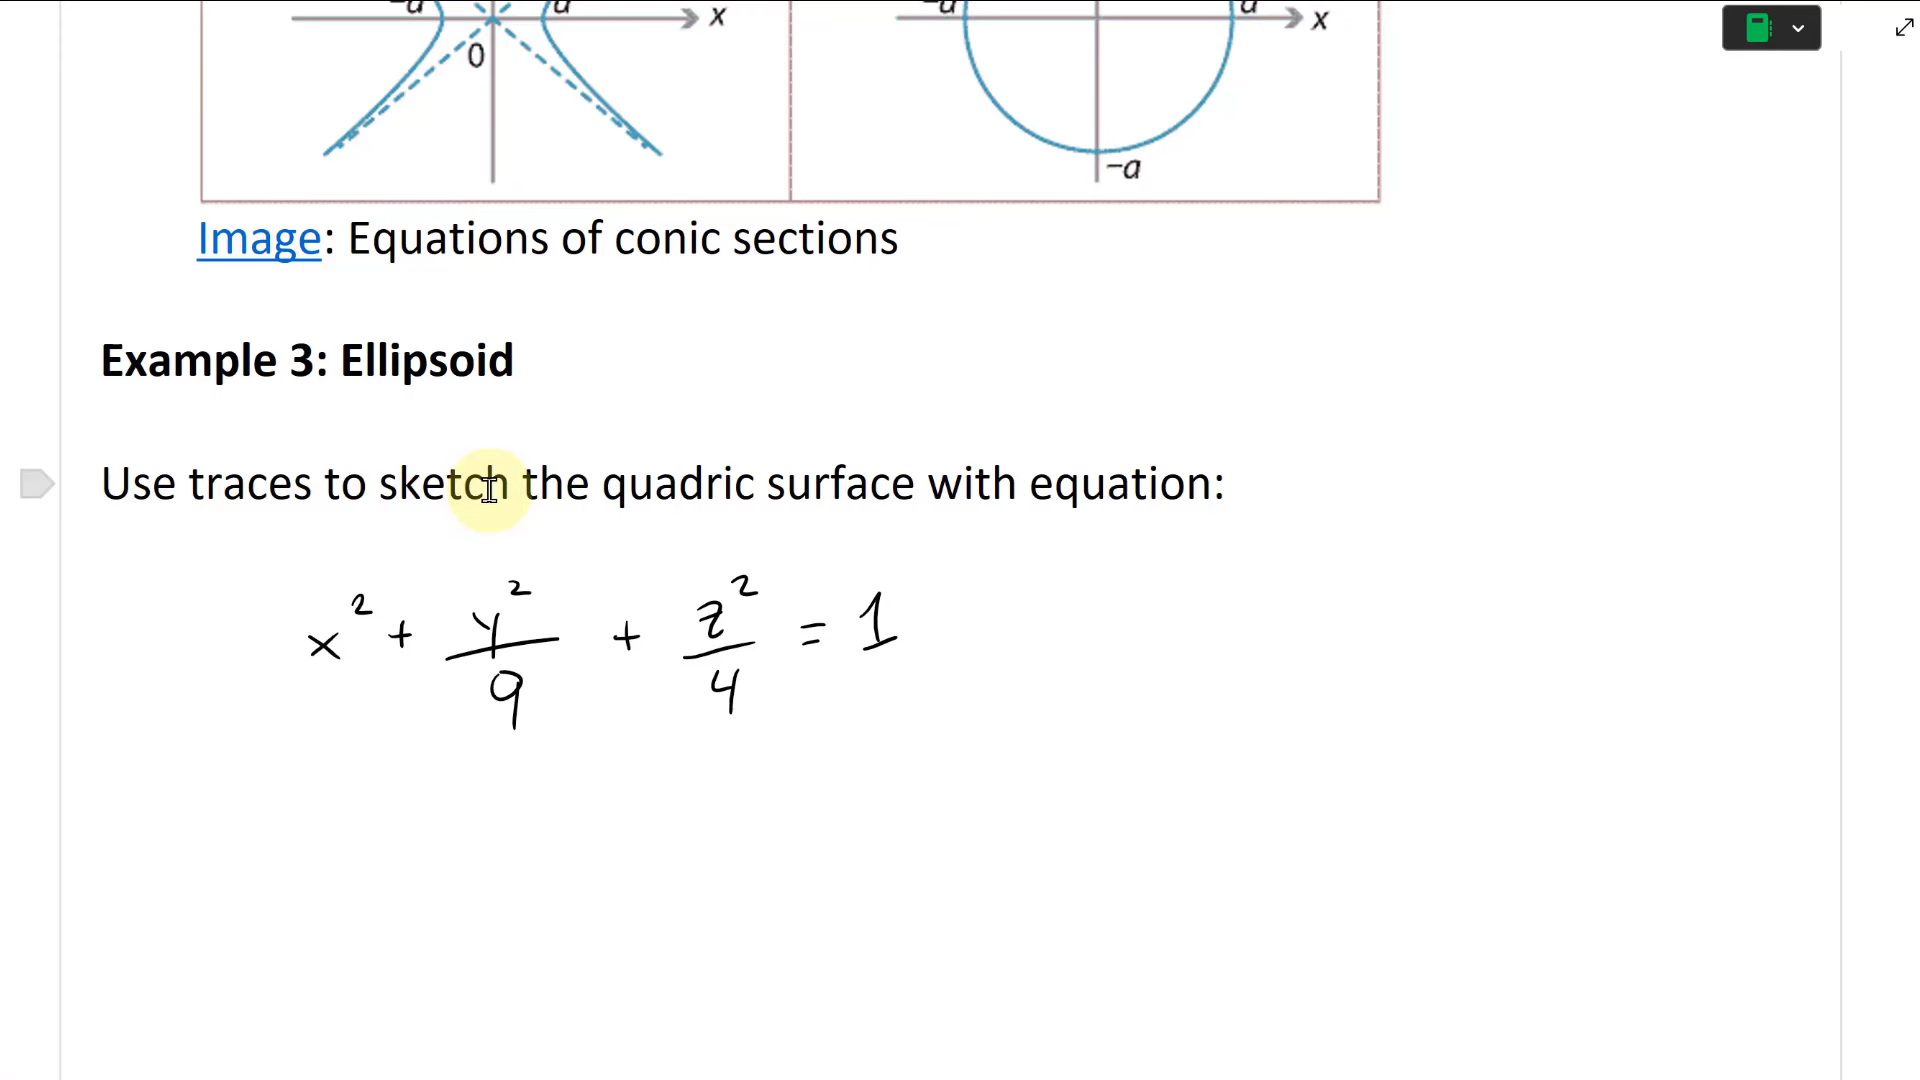 -a a x
0
-a a x
-a
Image: Equations of conic sections
Example 3: Ellipsoid
Use traces to sketch the quadric surface with equation:
x² + y²/9 + z²/4 = 1